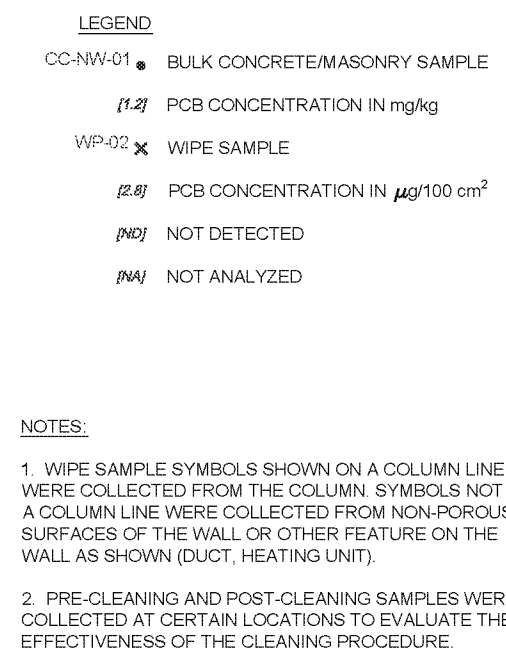 LEGEND
CC-NW-01 BULK CONCRETE/MASONRY SAMPLE
[1.2] PCB CONCENTRATION IN mg/kg
WP-02 WIPE SAMPLE
[2.8] PCB CONCENTRATION IN µg/100 cm²
[ND] NOT DETECTED
[NA] NOT ANALYZED
NOTES:
1. WIPE SAMPLE SYMBOLS SHOWN ON A COLUMN LINE
WERE COLLECTED FROM THE COLUMN. SYMBOLS NOT
A COLUMN LINE WERE COLLECTED FROM NON-POROUS
SURFACES OF THE WALL OR OTHER FEATURE ON THE
WALL AS SHOWN (DUCT, HEATING UNIT).
2. PRE-CLEANING AND POST-CLEANING SAMPLES WER
COLLECTED AT CERTAIN LOCATIONS TO EVALUATE THE
EFFECTIVENESS OF THE CLEANING PROCEDURE.